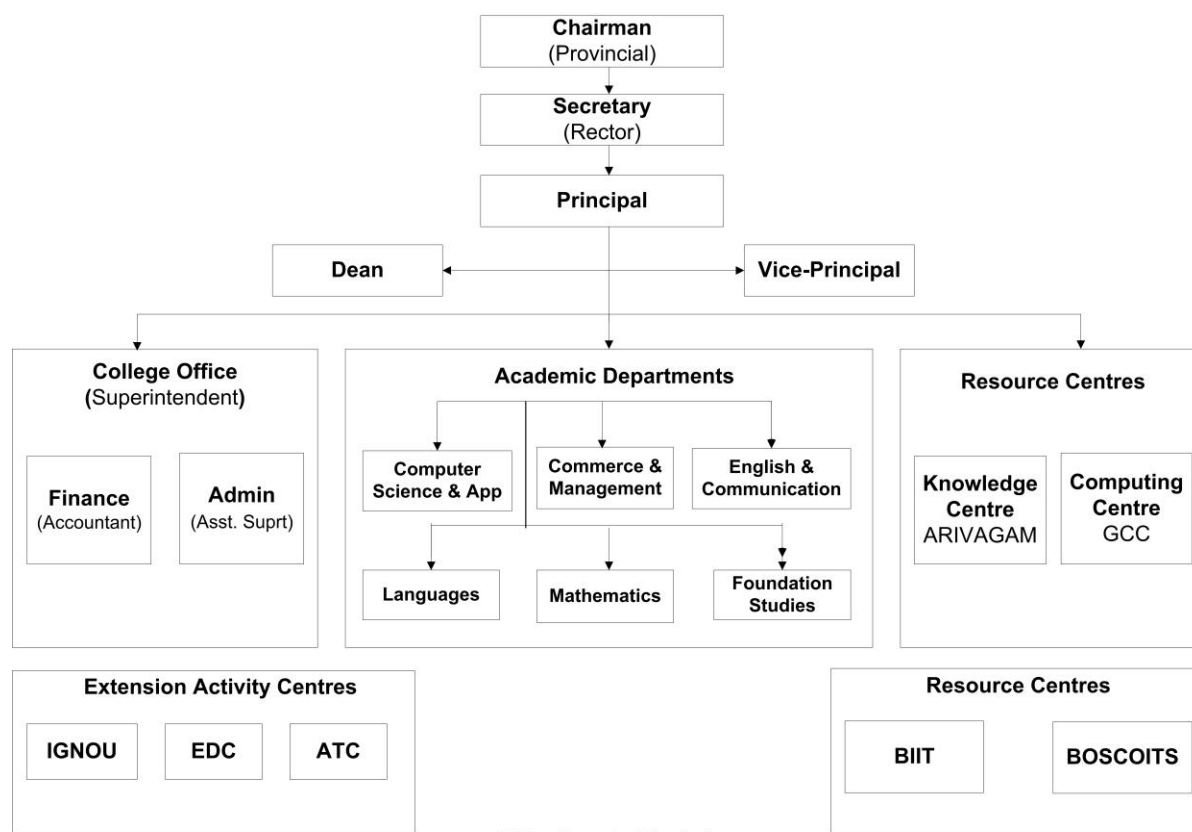 Chairman
(Provincial)
Secretary
(Rector)
Principal
Dean
Vice-Principal
College Office
(Superintendent)
Finance
(Accountant)
Admin
(Asst. Suprt)
Academic Departments
Computer
Science & App
Commerce &
Management
English &
Communication
Languages
Mathematics
Foundation
Studies
Resource Centres
Knowledge
Centre
ARIVAGAM
Computing
Centre
GCC
Extension Activity Centres
IGNOU
EDC
ATC
Resource Centres
BIIT
BOSCOITS